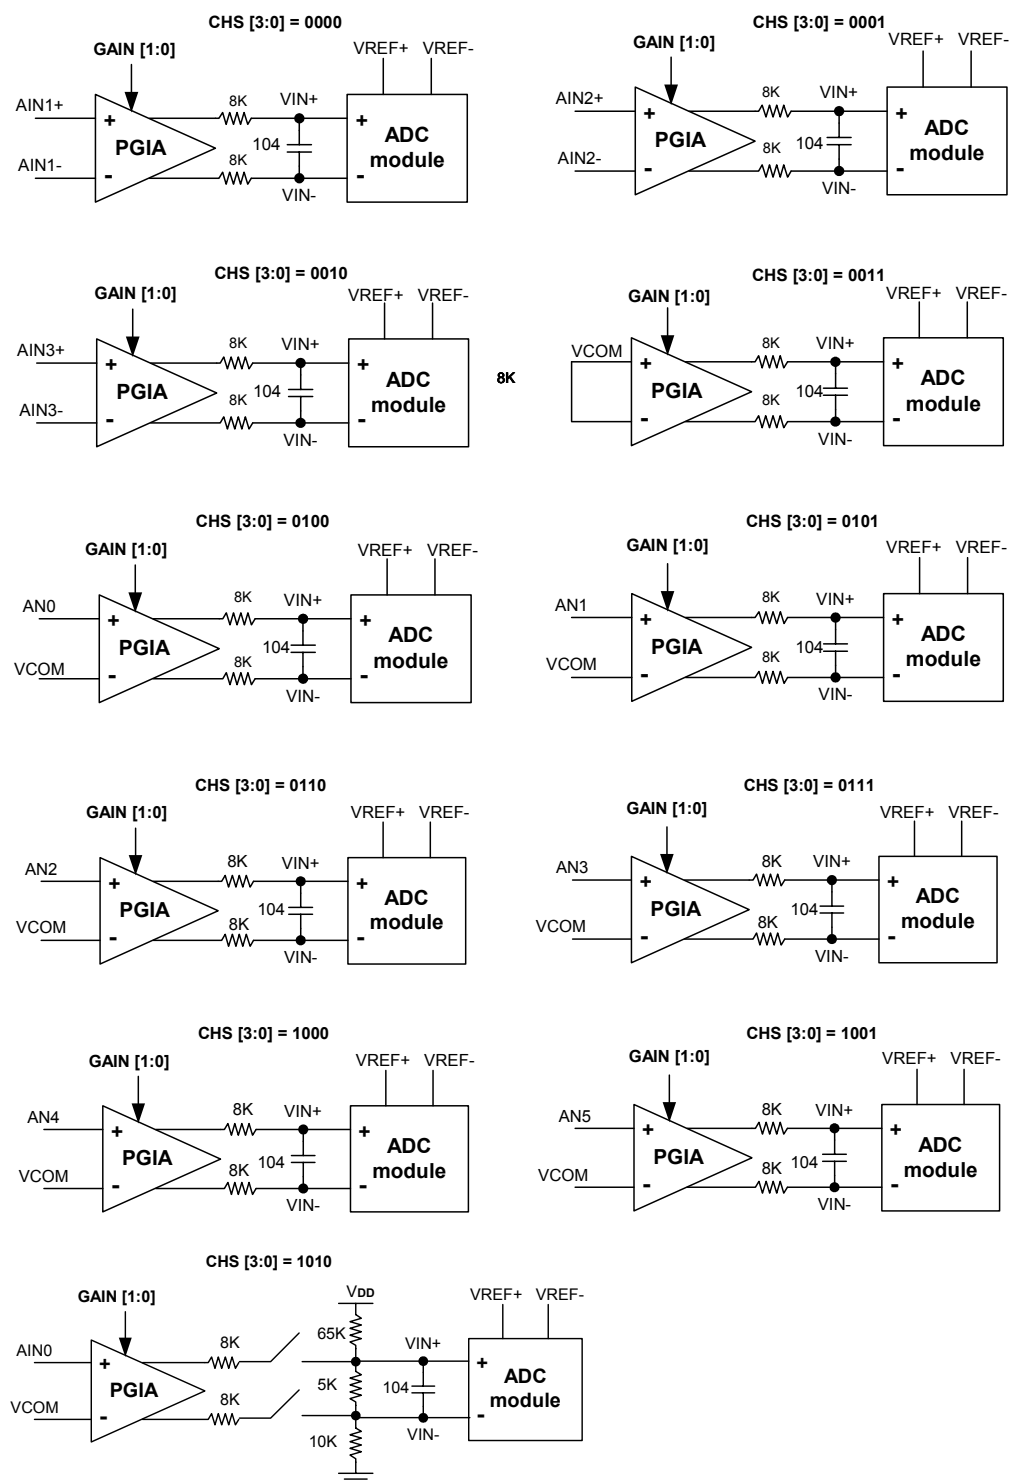 CHS [3:0] = 0000
GAIN [1:0]
VREF+ VREF-
AIN1+
8K
VIN+
+
+
PGIA
104
ADC
module
AIN1-
8K
-
-
VIN-
CHS [3:0] = 0001
GAIN [1:0]
VREF+ VREF-
AIN2+
8K
VIN+
+
+
PGIA
104
ADC
module
AIN2-
8K
-
-
VIN-
CHS [3:0] = 0010
GAIN [1:0]
VREF+ VREF-
AIN3+
8K
VIN+
+
+
PGIA
104
ADC
module
AIN3-
8K
-
-
VIN-
8K
CHS [3:0] = 0011
GAIN [1:0]
VREF+ VREF-
VCOM
8K
VIN+
+
+
PGIA
104
ADC
module
8K
-
-
VIN-
CHS [3:0] = 0100
GAIN [1:0]
VREF+ VREF-
AN0
8K
VIN+
+
+
PGIA
104
ADC
module
VCOM
8K
-
-
VIN-
CHS [3:0] = 0101
GAIN [1:0]
VREF+ VREF-
AN1
8K
VIN+
+
+
PGIA
104
ADC
module
VCOM
8K
-
-
VIN-
CHS [3:0] = 0110
GAIN [1:0]
VREF+ VREF-
AN2
8K
VIN+
+
+
PGIA
104
ADC
module
VCOM
8K
-
-
VIN-
CHS [3:0] = 0111
GAIN [1:0]
VREF+ VREF-
AN3
8K
VIN+
+
+
PGIA
104
ADC
module
VCOM
8K
-
-
VIN-
CHS [3:0] = 1000
GAIN [1:0]
VREF+ VREF-
AN4
8K
VIN+
+
+
PGIA
104
ADC
module
VCOM
8K
-
-
VIN-
CHS [3:0] = 1001
GAIN [1:0]
VREF+ VREF-
AN5
8K
VIN+
+
+
PGIA
104
ADC
module
VCOM
8K
-
-
VIN-
CHS [3:0] = 1010
GAIN [1:0]
VDD
VREF+ VREF-
AIN0
8K
65K
VIN+
+
+
PGIA
5K
104
ADC
module
VCOM
8K
-
-
10K
VIN-